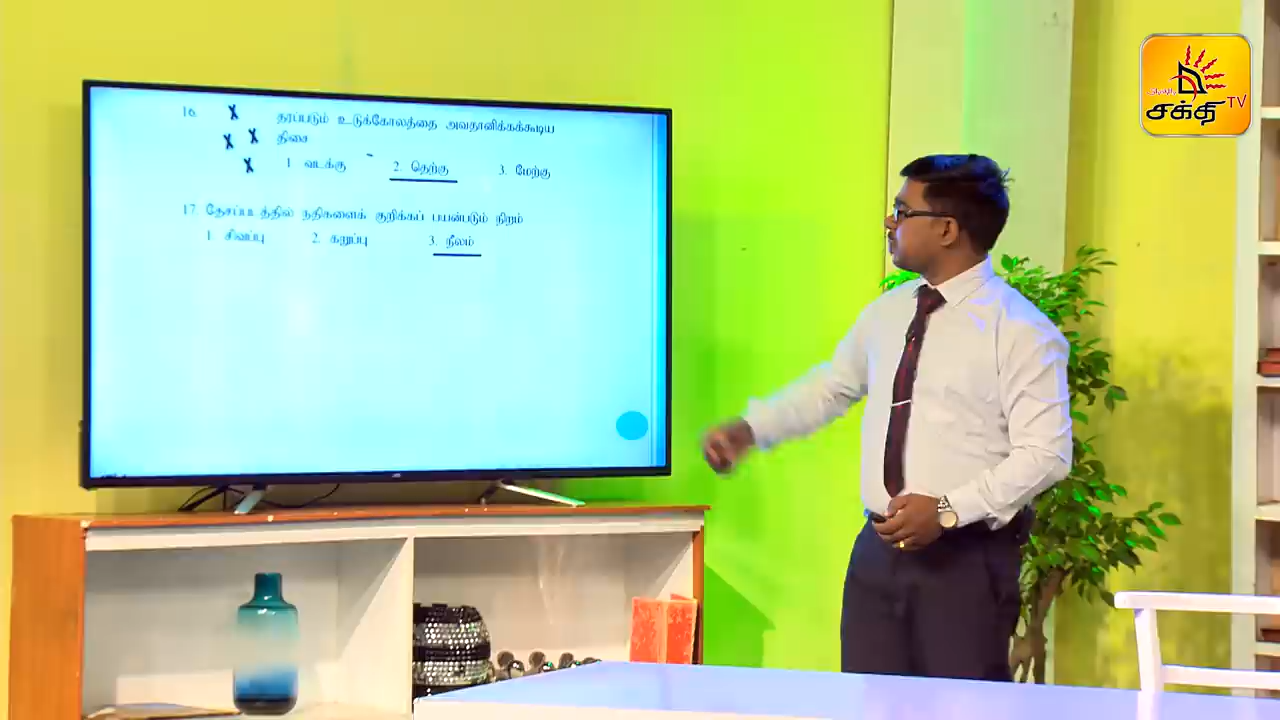 16. தரப்படும் உடுக்கோலத்தை அவதானிக்கக்கூடிய
திசை
1 வடக்கு 2. தெற்கு 3. மேற்கு
17. தேசப்படத்தில் நதிகளைக் குறிக்கப் பயன்படும் நிறம்
1. சிவப்பு 2. கறுப்பு 3. நீலம்
சக்தி TV